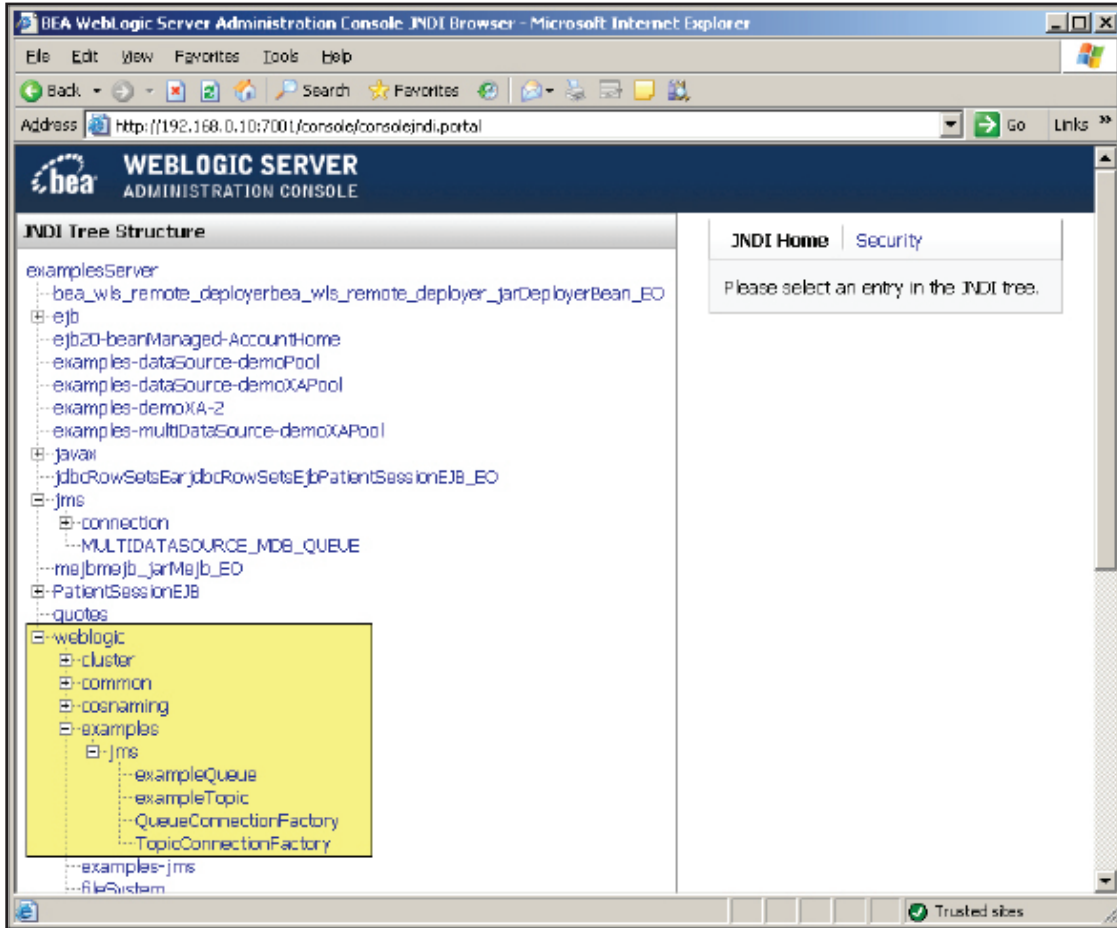 BEA WebLogic Server Administration Console JNDI Browser - Microsoft Internet Explorer
File Edit View Favorites Tools Help
Back Search Favorites
Address http://192.168.0.10:7001/console/consolejndi.portal Go Links »
bea WEBLOGIC SERVER
ADMINISTRATION CONSOLE
JNDI Tree Structure
JNDI Home Security
Please select an entry in the JNDI tree.
examplesServer
bea_wls_remote_deployerbea_wls_remote_deployer_jarDeployerBean_EO
ejb
ejb20-beanManaged-AccountHome
examples-dataSource-demoPool
examples-dataSource-demoXAPool
examples-demoXA-2
examples-multiDataSource-demoXAPool
javax
jdbcRowSetsEarjdbcRowSetsEjbPatientSessionEJB_EO
jms
connection
MULTIDATASOURCE_MDB_QUEUE
mejbmejb_jarMejb_EO
PatientSessionEJB
quotes
weblogic
cluster
common
cosnaming
examples
jms
exampleQueue
exampleTopic
QueueConnectionFactory
TopicConnectionFactory
examples-jms
fileSystem
Trusted sites